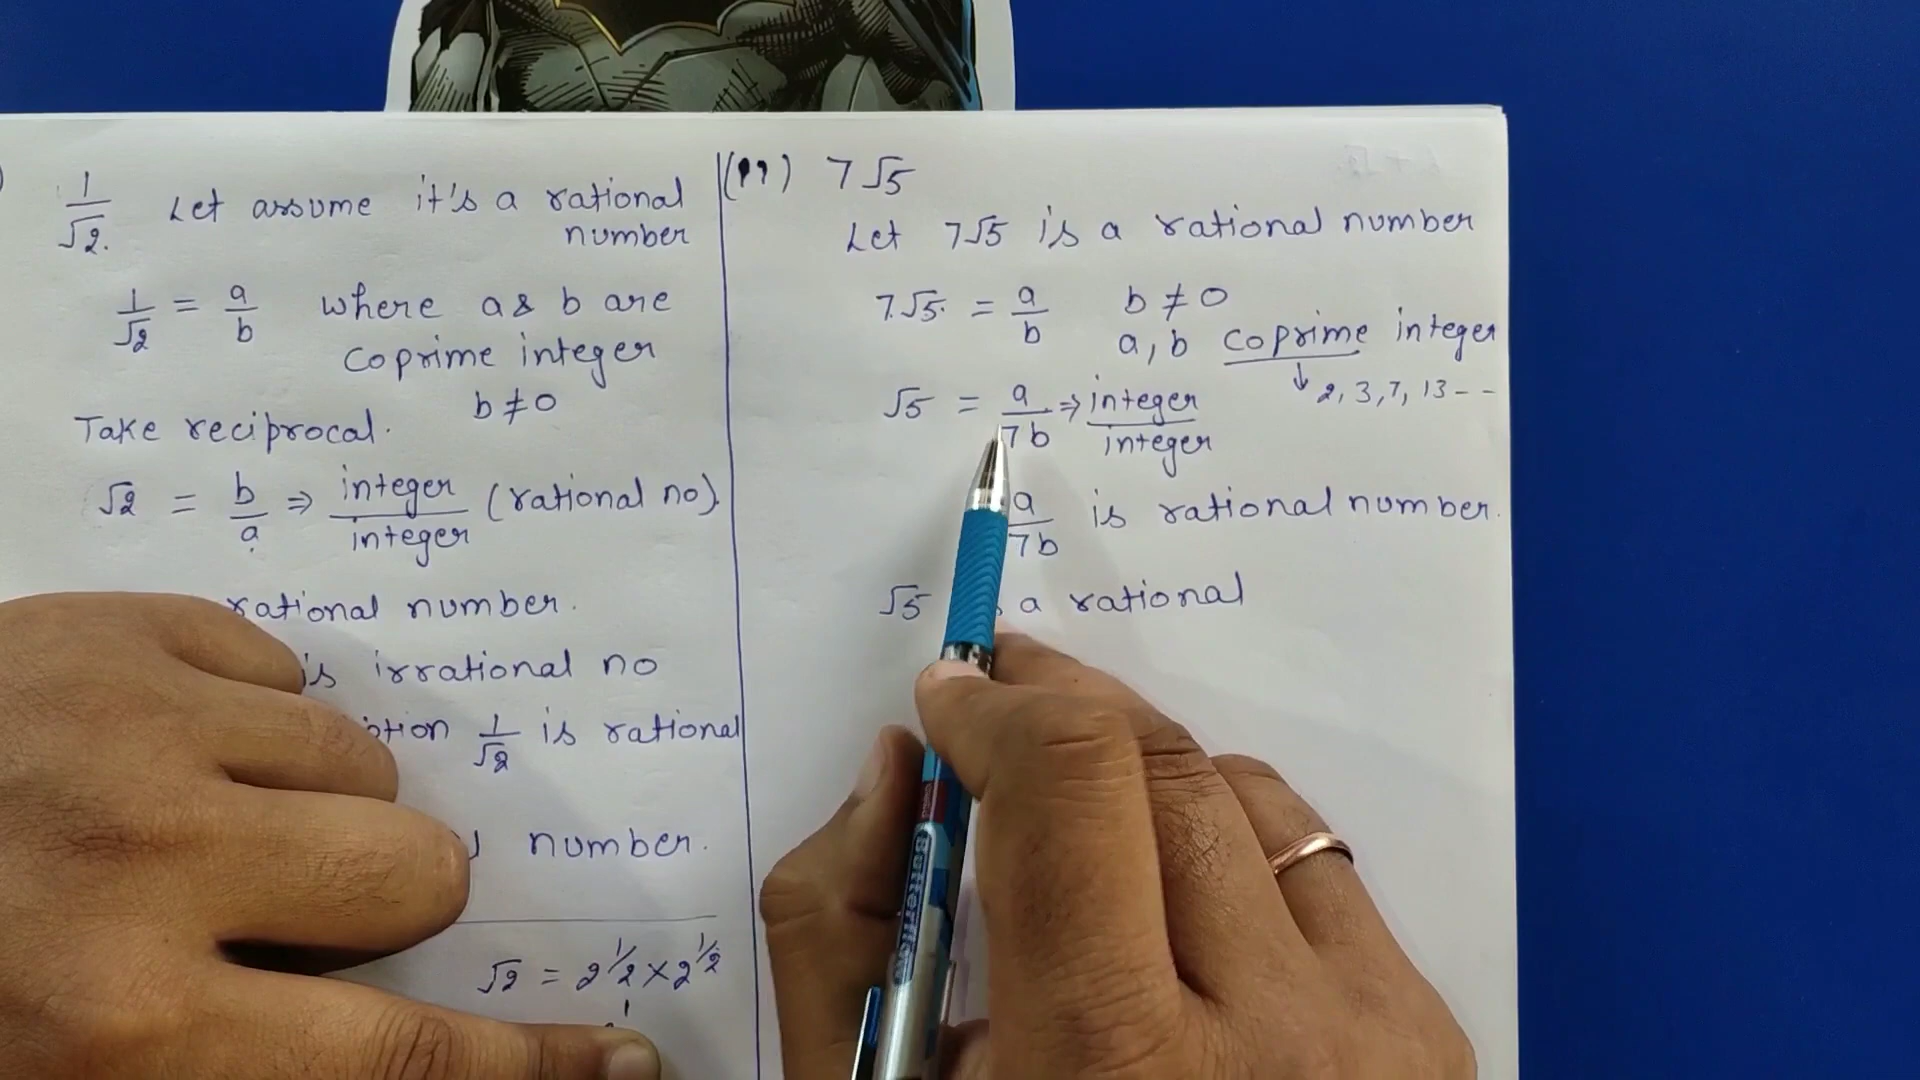 1/√2. Let assume it's a rational
number
1/√2 = a/b where a & b are
coprime integer
b ≠ 0
Take reciprocal.
√2 = b/a ⇒ integer/integer (rational no).
rational number.
is irrational no
1/√2 is rational
number.
√2 = 2^1/2 × 2^1/2
(ii) 7√5
Let 7√5 is a rational number
7.√5. = a/b b ≠ 0
a, b coprime integer
↓ 2, 3, 7, 13 - -
√5 = a/7b ⇒ integer/integer
a/7b is rational number.
√5 a rational
Butterflow